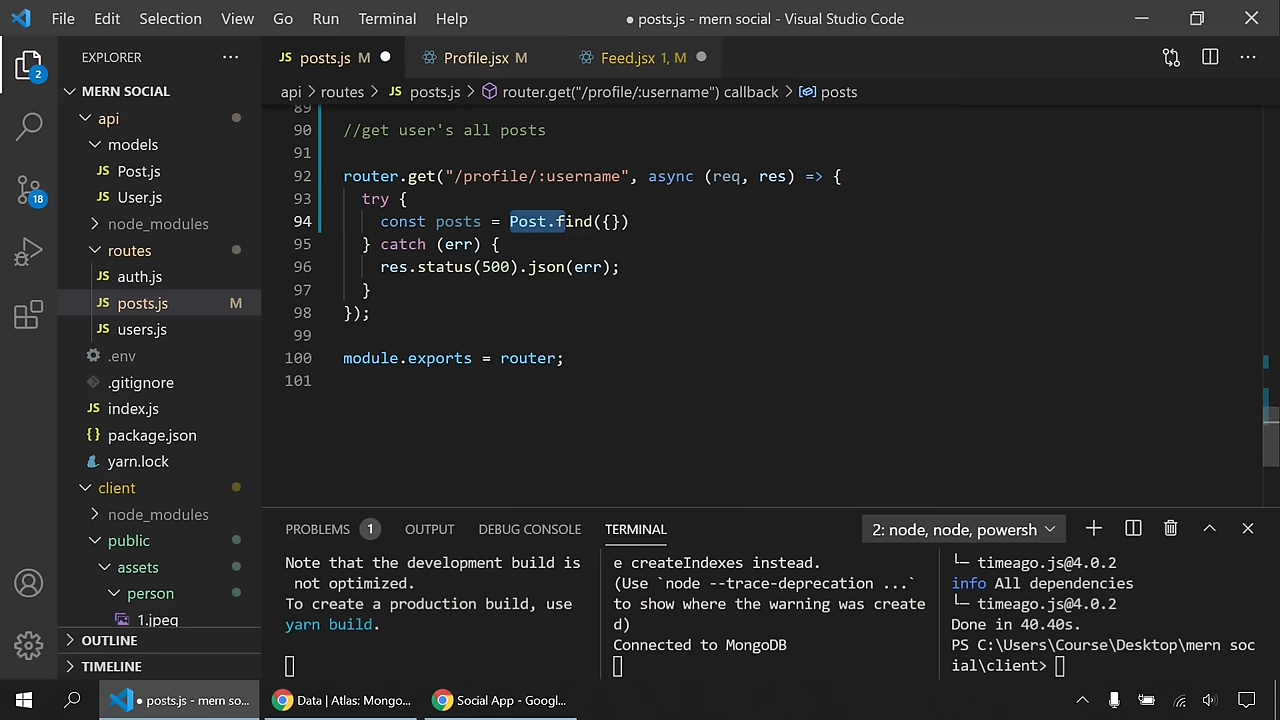 File Edit Selection View Go Run Terminal Help
● posts.js - mern social - Visual Studio Code
EXPLORER
JS posts.js M
Profile.jsx M
Feed.jsx 1, M
2
MERN SOCIAL
api > routes > JS posts.js > router.get("/profile/:username") callback > posts
api
models
JS Post.js
JS User.js
node_modules
routes
JS auth.js
JS posts.js M
JS users.js
.env
.gitignore
JS index.js
{} package.json
yarn.lock
client
node_modules
public
assets
person
1.jpeg
OUTLINE
TIMELINE
18
89
90 //get user's all posts
91
92 router.get("/profile/:username", async (req, res) => {
93 try {
94 const posts = Post.find({})
95 } catch (err) {
96 res.status(500).json(err);
97 }
98 });
99
100 module.exports = router;
101
PROBLEMS 1 OUTPUT DEBUG CONSOLE TERMINAL
2: node, node, powersh
Note that the development build is
not optimized.
To create a production build, use
yarn build.
e createIndexes instead.
(Use `node --trace-deprecation ...`
to show where the warning was create
d)
Connected to MongoDB
└─ timeago.js@4.0.2
info All dependencies
└─ timeago.js@4.0.2
Done in 40.40s.
PS C:\Users\Course\Desktop\mern soc
ial\client>
● posts.js - mern so...
Data | Atlas: Mongo...
Social App - Googl...